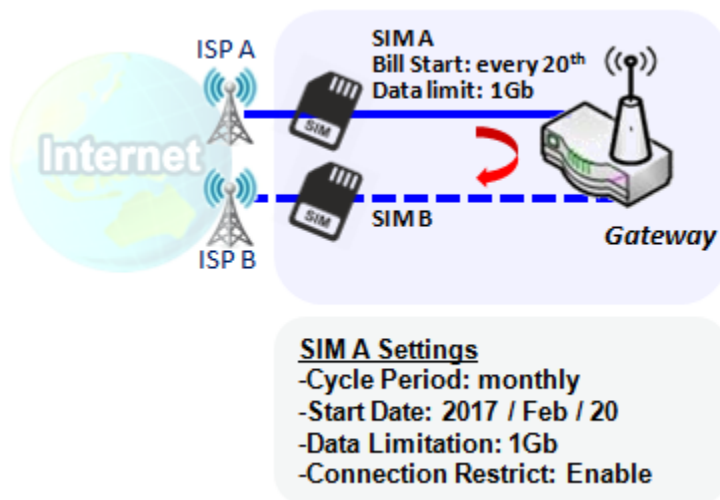 ISP A
SIM A
Bill Start: every 20th
Data limit: 1Gb
SIM
Internet
SIM
SIM B
Gateway
ISP B
SIM A Settings
-Cycle Period: monthly
-Start Date: 2017 / Feb / 20
-Data Limitation: 1Gb
-Connection Restrict: Enable